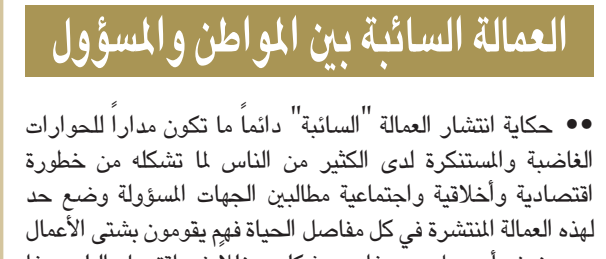 العمالة السائبة بين المواطن والمسؤول
•• حكاية انتشار العمالة "السائبة" دائماً ما تكون مداراً للحوارات
الغاضبة والمستنكرة لدى الكثير من الناس لما تشكله من خطورة
اقتصادية وأخلاقية واجتماعية مطالبين الجهات المسؤولة وضع حد
لهذه العمالة المنتشرة في كل مفاصل الحياة فهم يقومون بشتى الأعمال